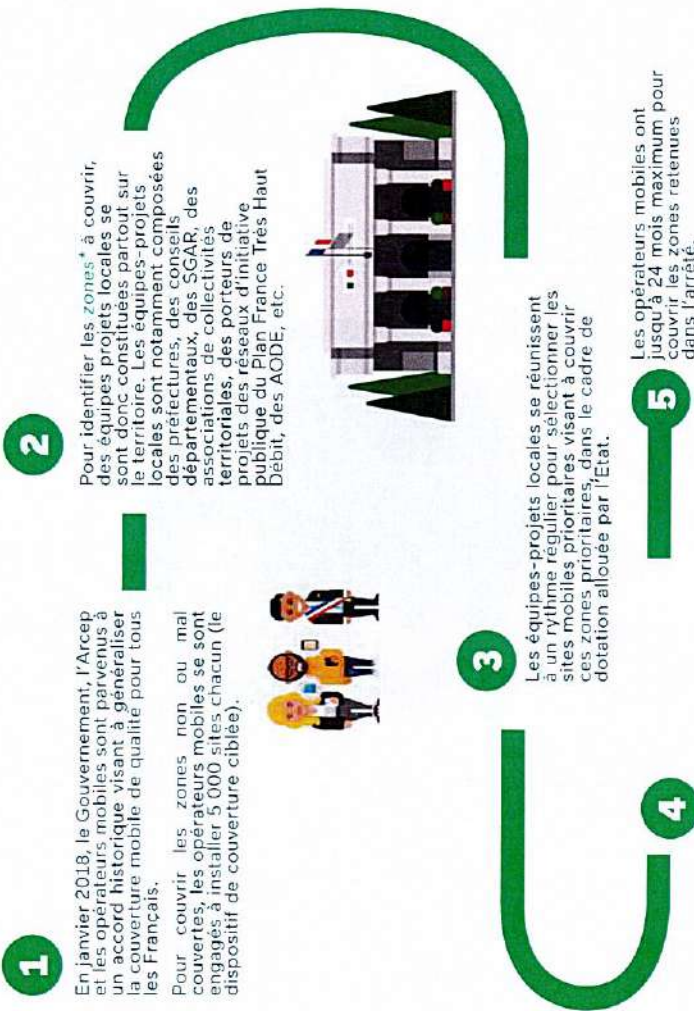 1
En janvier 2018, le Gouvernement, l'Arcep
et les opérateurs mobiles sont parvenus à
un accord historique visant à généraliser
la couverture mobile de qualité pour tous
les Français.
Pour couvrir les zones non ou mal
couvertes, les opérateurs mobiles se sont
engagés à installer 5 000 sites chacun (le
dispositif de couverture ciblée).
2
Pour identifier les zones* à couvrir,
des équipes projets locales se
sont donc constituées partout sur
le territoire. Les équipes-projets
locales sont notamment composées
des préfectures, des conseils
départementaux, des SGAR, des
associations de collectivités
territoriales, des porteurs de
projets des réseaux d'initiative
publique du Plan France Très Haut
Débit, des AODE, etc.
3
Les équipes-projets locales se réunissent
à un rythme régulier pour sélectionner les
sites mobiles prioritaires visant à couvrir
ces zones prioritaires, dans le cadre de
dotation allouée par l'État.
4
5
Les opérateurs mobiles ont
jusqu'à 24 mois maximum pour
couvrir les zones retenues
dans l'arrêté.